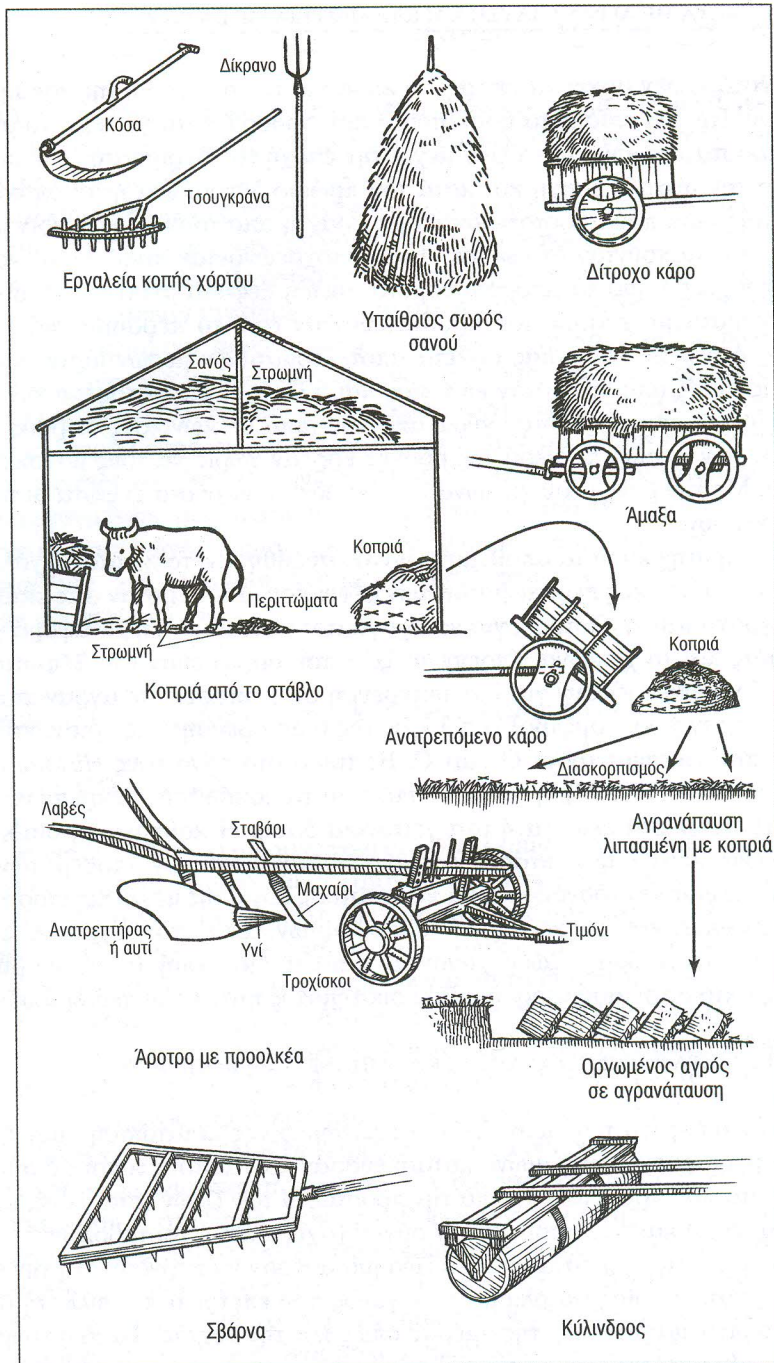 Δίκρανο
Κόσα
Τσουγκράνα
Εργαλεία κοπής χόρτου
Υπαίθριος σωρός
σανού
Δίτροχο κάρο
Σανός
Στρωμνή
Άμαξα
Κοπριά
Περιττώματα
Στρωμνή
Κοπριά από το στάβλο
Κοπριά
Ανατρεπόμενο κάρο
Διασκορπισμός
Αγρανάπαυση
λιπασμένη με κοπριά
Λαβές
Σταβάρι
Μαχαίρι
Ανατρεπτήρας
ή αυτί
Υνί
Τιμόνι
Τροχίσκοι
Άροτρο με προολκέα
Οργωμένος αγρός
σε αγρανάπαυση
Σβάρνα
Κύλινδρος